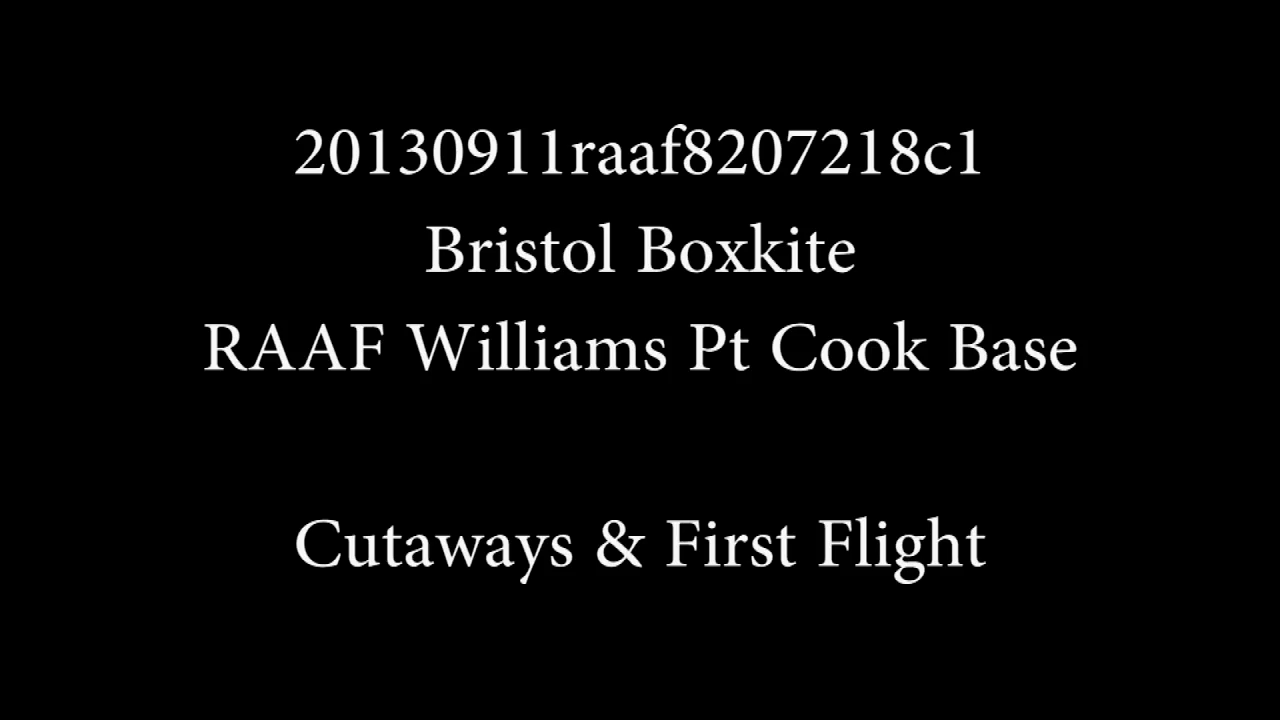 20130911raaf8207218c1
Bristol Boxkite
RAAF Williams Pt Cook Base
Cutaways & First Flight